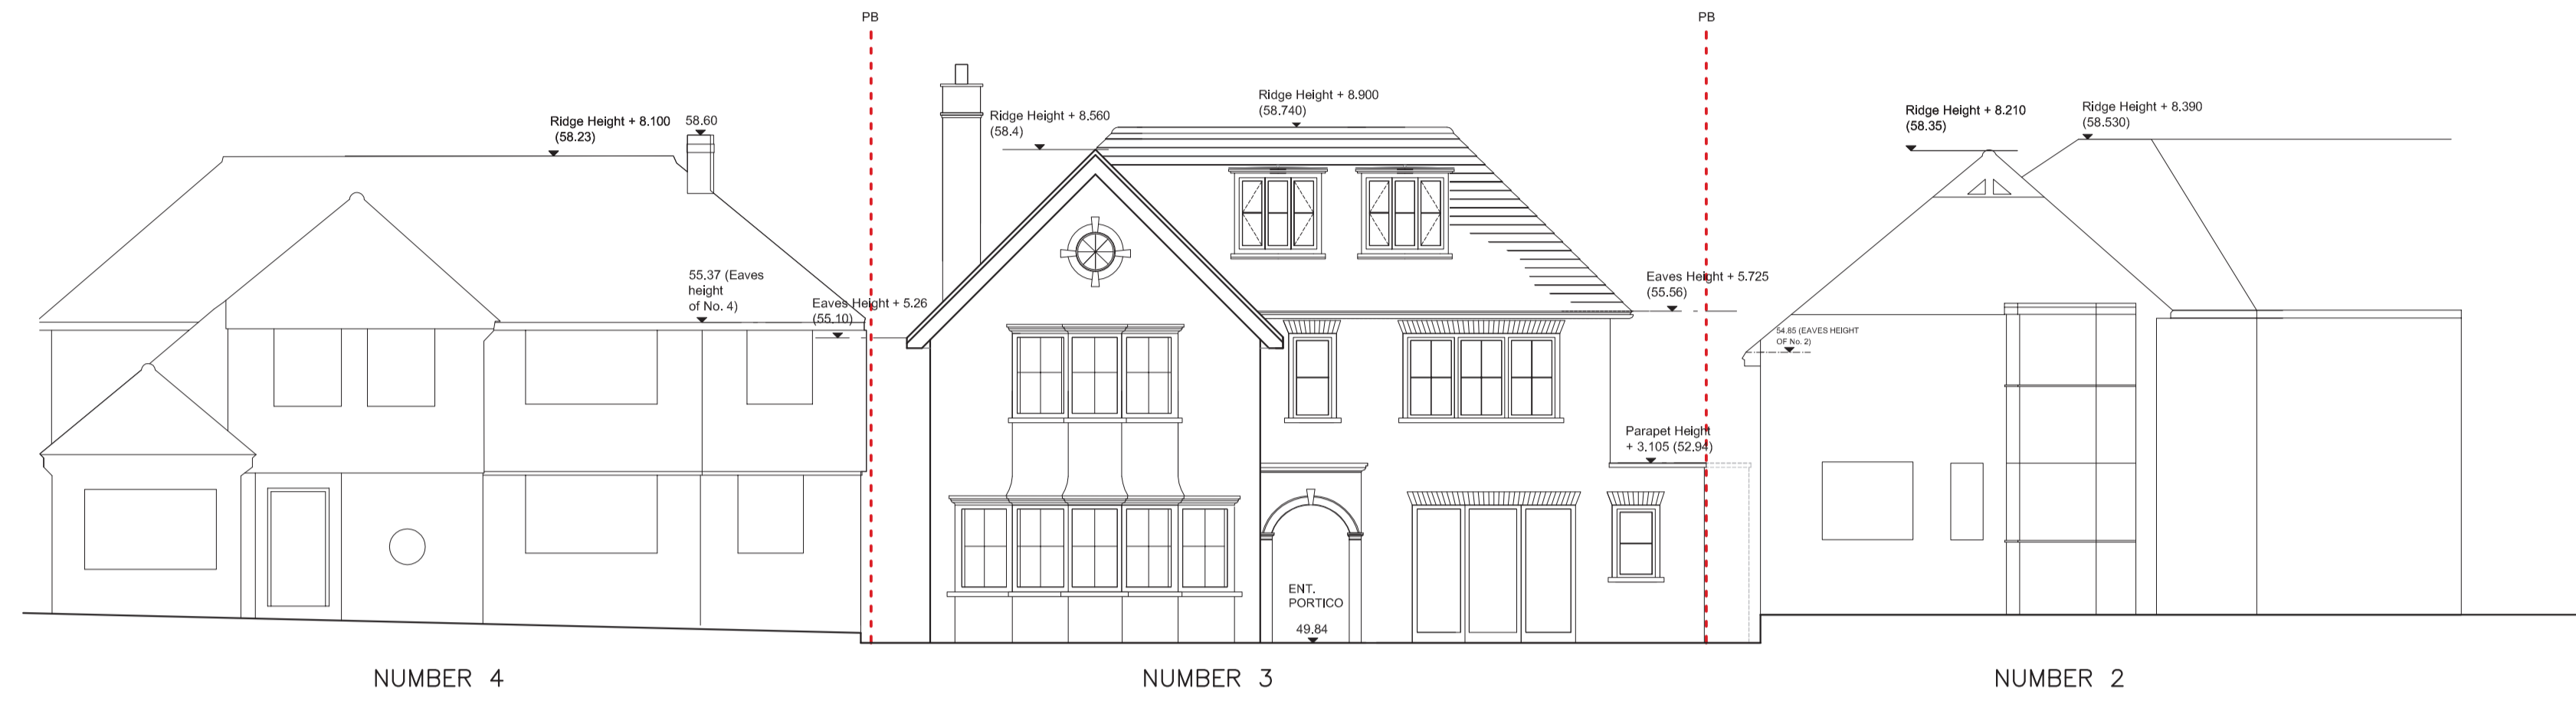 PB
PB
Ridge Height + 8.100
(58.23)
58.60
Ridge Height + 8.560
(58.4)
Ridge Height + 8.900
(58.740)
Ridge Height + 8.210
(58.35)
Ridge Height + 8.390
(58.530)
55.37 (Eaves
height
of No. 4)
Eaves Height + 5.26
(55.10)
Eaves Height + 5.725
(55.56)
54.85 (EAVES HEIGHT
OF No. 2)
Parapet Height
+ 3.105 (52.94)
ENT.
PORTICO
49.84
NUMBER 4
NUMBER 3
NUMBER 2